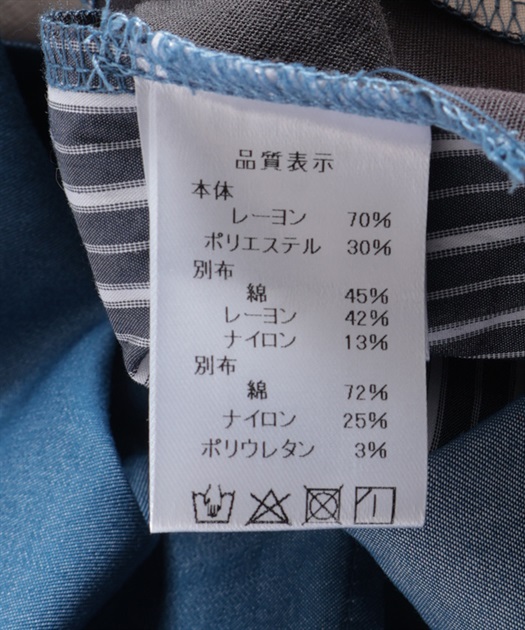 品質表示
本体
レーヨン 70%
ポリエステル 30%
別布
綿 45%
レーヨン 42%
ナイロン 13%
別布
綿 72%
ナイロン 25%
ポリウレタン 3%